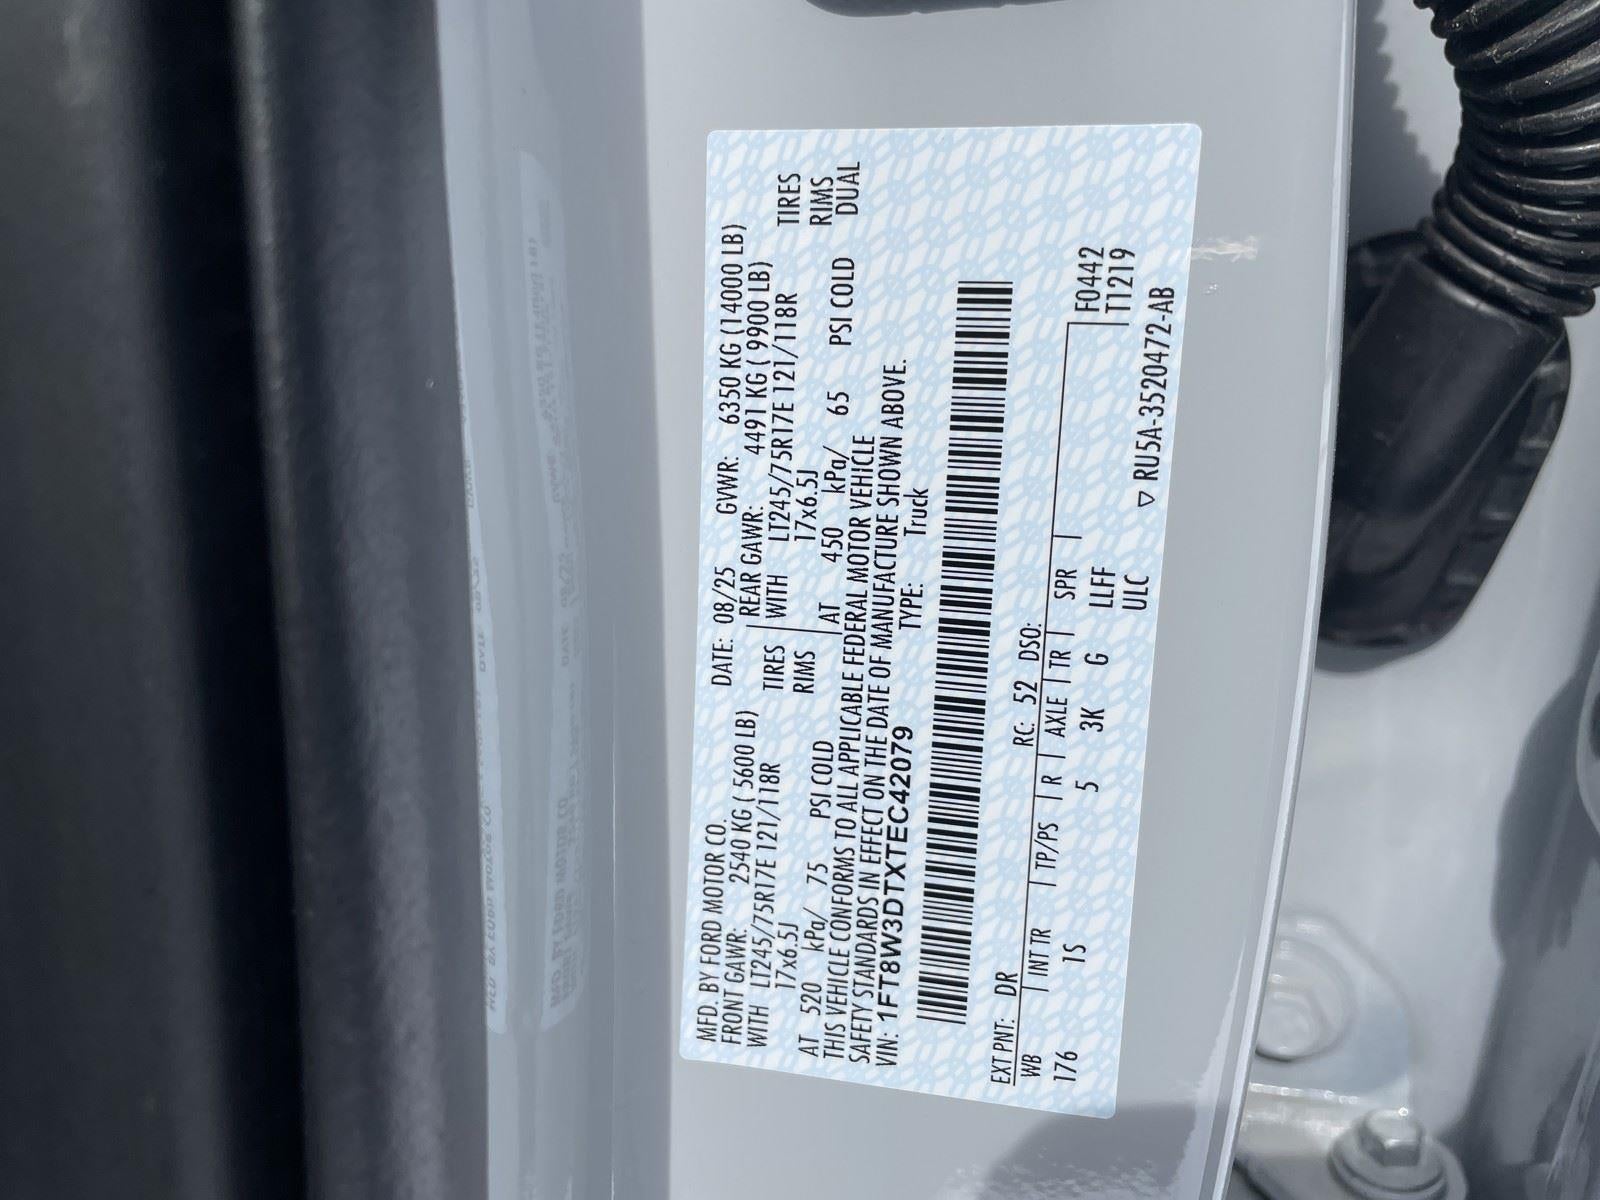 MFD. BY FORD MOTOR CO.
DATE: 08/25 GVWR: 6350 KG (14000 LB)
FRONT GAWR: 2540 KG ( 5600 LB)
REAR GAWR: 4491 KG ( 9900 LB)
WITH LT245/75R17E 121/118R TIRES
WITH LT245/75R17E 121/118R TIRES
17x6.5J RIMS
17x6.5J RIMS
AT 520 kPa/ 75 PSI COLD
AT 450 kPa/ 65 PSI COLD DUAL
THIS VEHICLE CONFORMS TO ALL APPLICABLE FEDERAL MOTOR VEHICLE
SAFETY STANDARDS IN EFFECT ON THE DATE OF MANUFACTURE SHOWN ABOVE.
VIN: 1FT8W3DTXTEC42079 TYPE: Truck
EXT PNT: DR RC: 52 DSO:
WB INT TR TP/PS R AXLE TR SPR F0442
176 1S 5 3K G LLFF T1219
ULC
▽ RU5A-3520472-AB